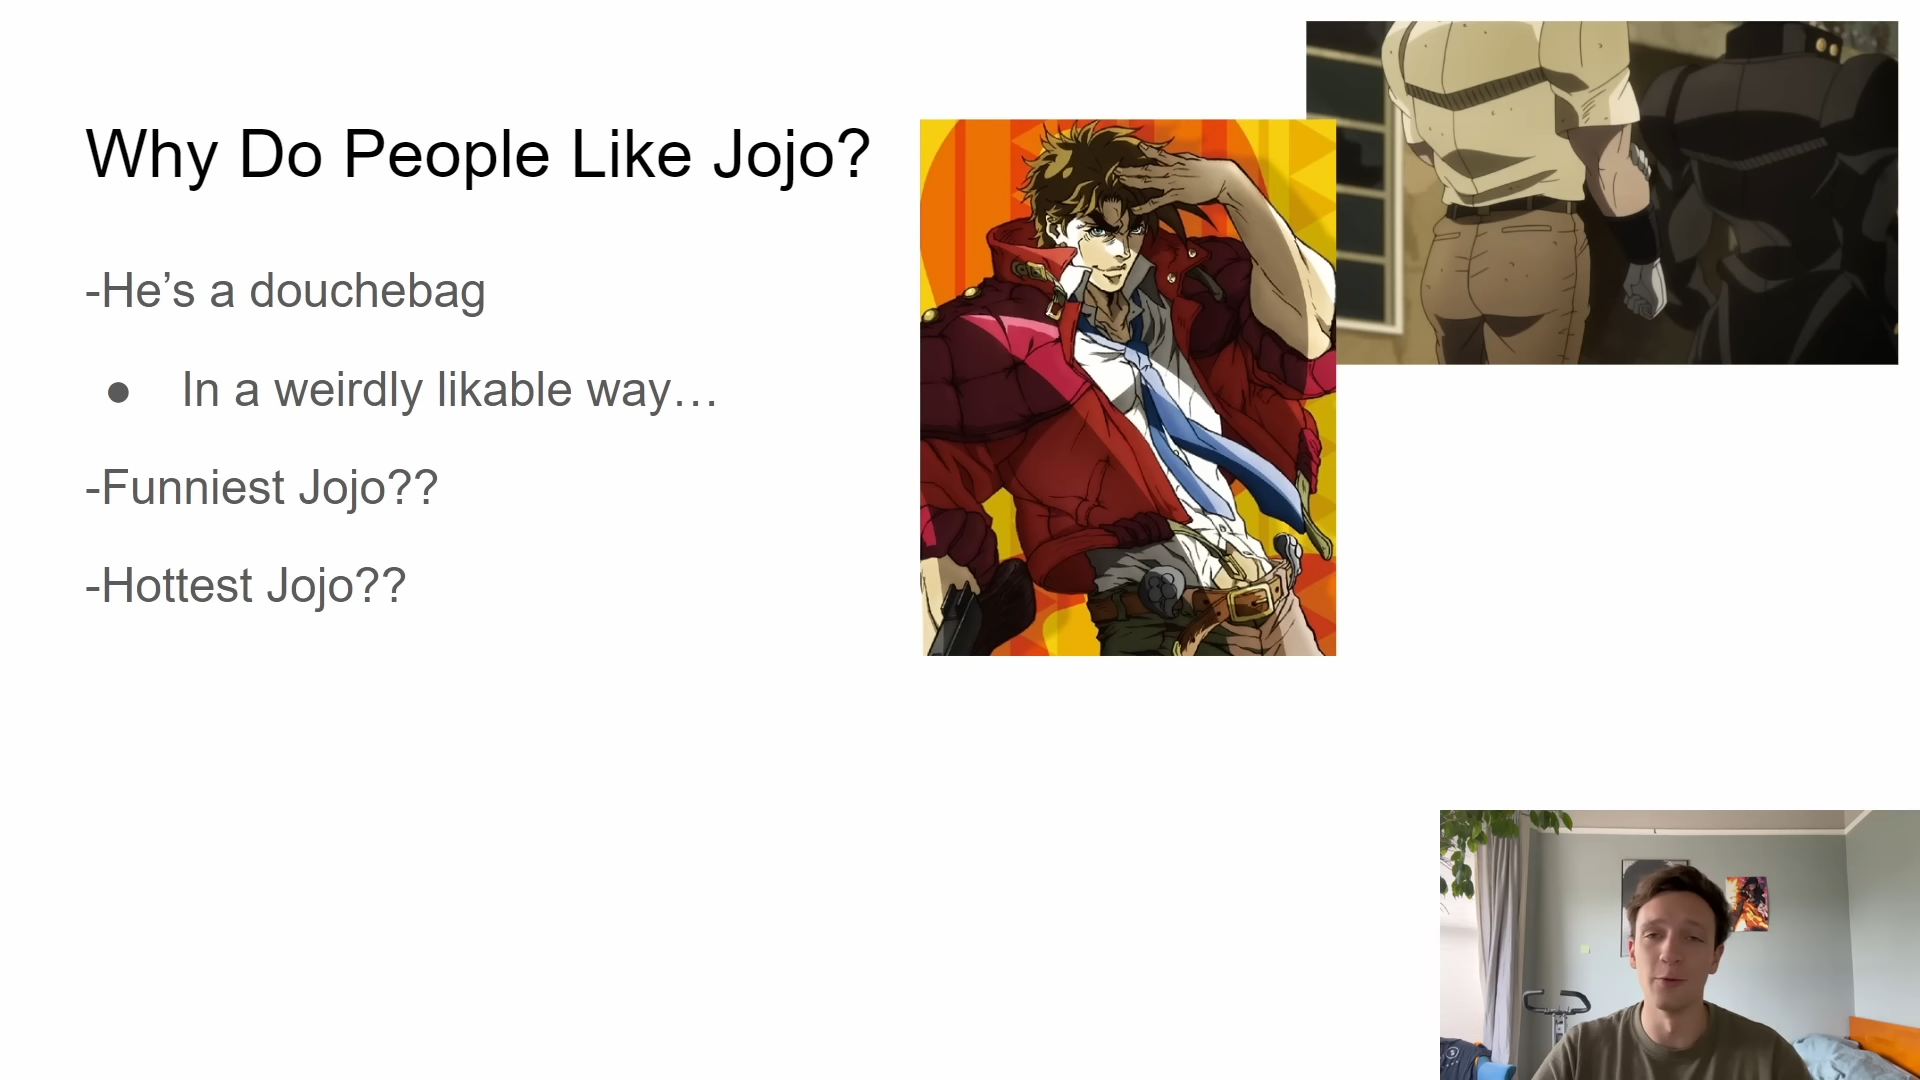 Why Do People Like Jojo?
-He’s a douchebag
● In a weirdly likable way…
-Funniest Jojo??
-Hottest Jojo??